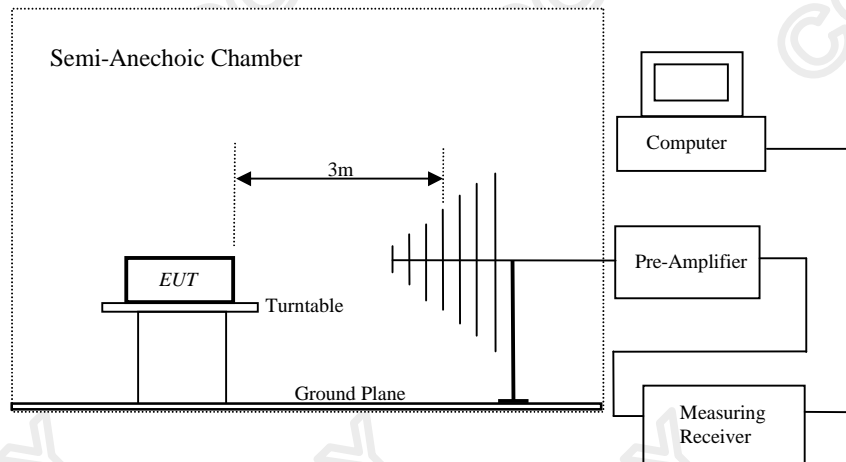 Semi-Anechoic Chamber
Computer
3m
Pre-Amplifier
EUT
Turntable
Ground Plane
Measuring
Receiver